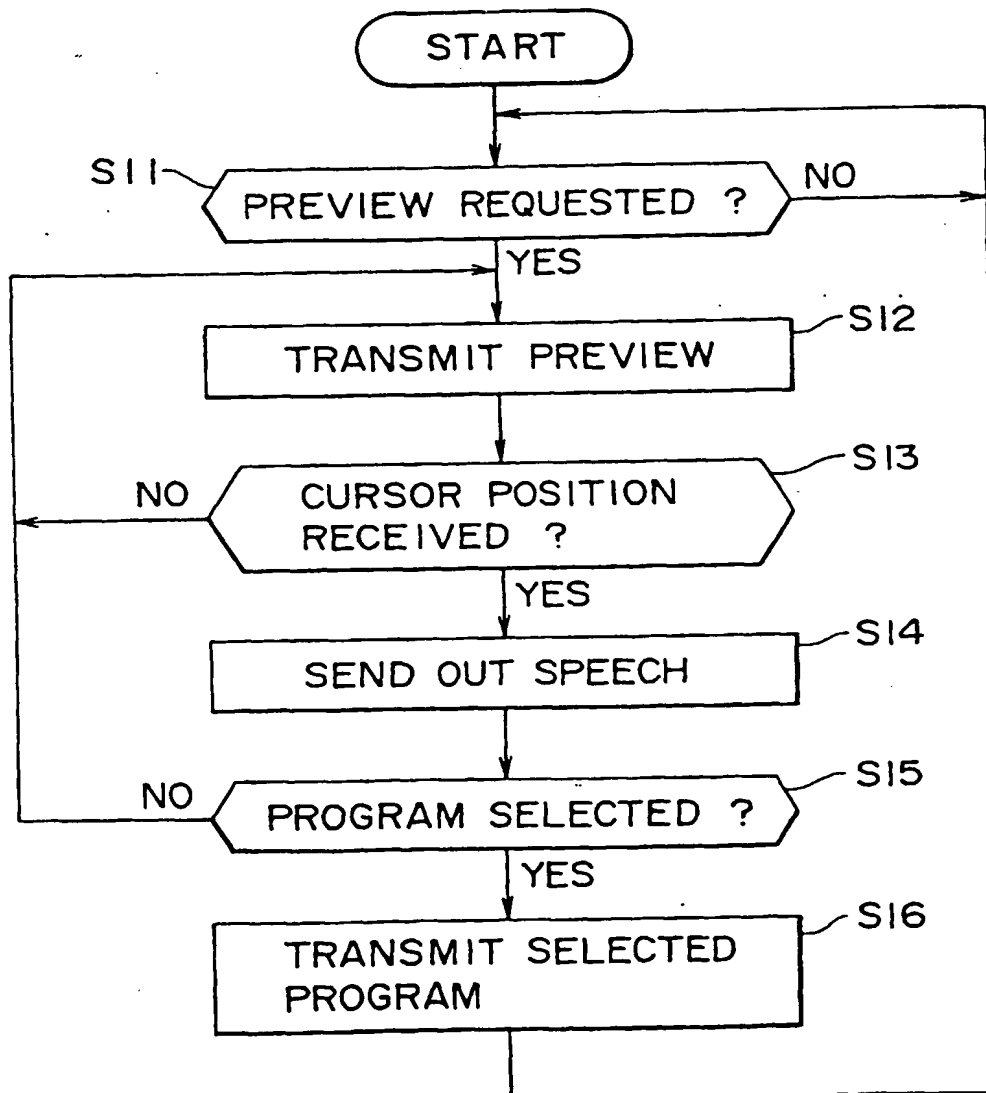 START
S11
PREVIEW REQUESTED ?
NO
YES
S12
TRANSMIT PREVIEW
S13
NO
CURSOR POSITION
RECEIVED ?
YES
S14
SEND OUT SPEECH
S15
NO
PROGRAM SELECTED ?
YES
S16
TRANSMIT SELECTED
PROGRAM